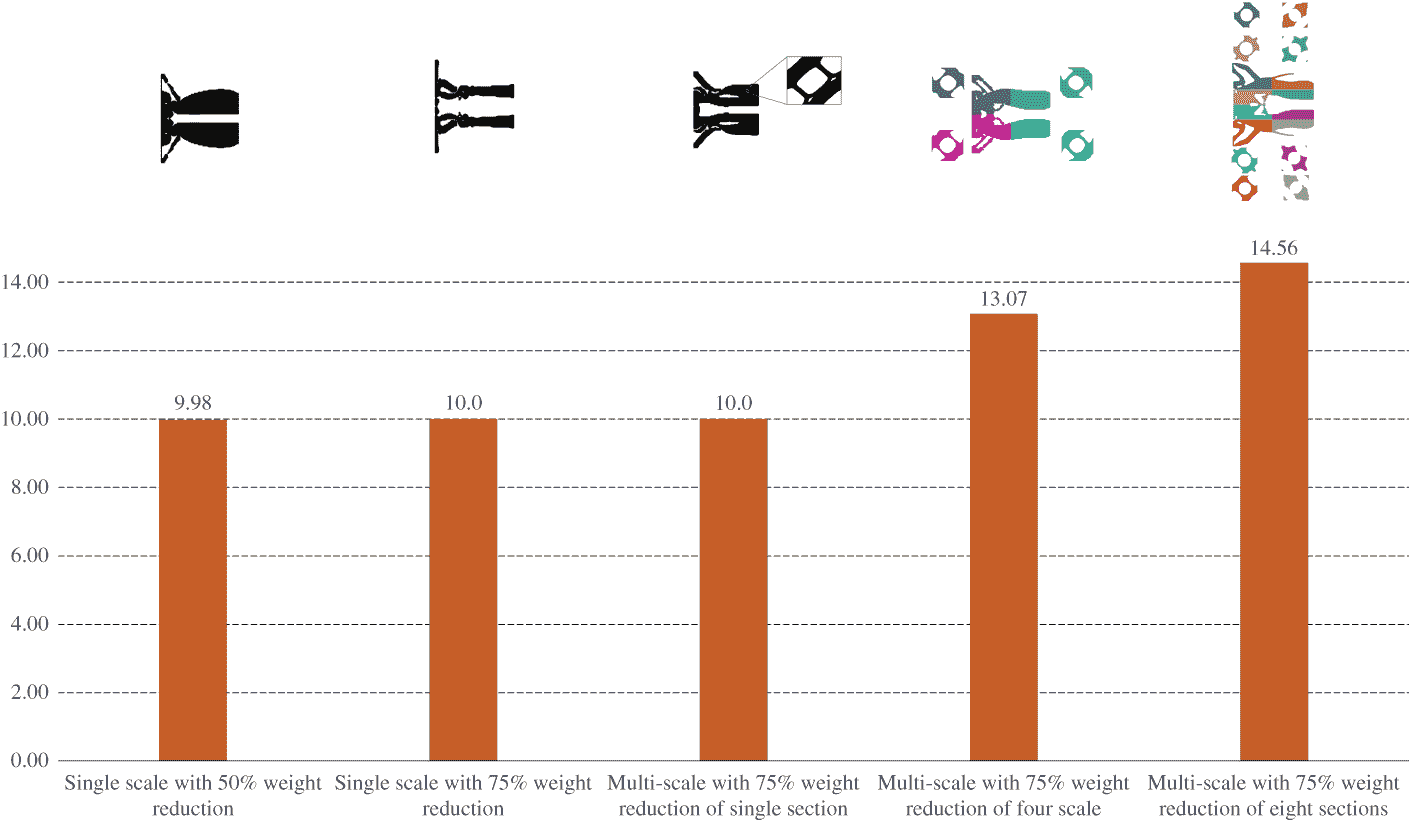 14.56
14.00
13.07
12.00
9.98
10.0
10.0
10.00
8.00
6.00
4.00
2.00
0.00
Single scale with 50% weight
reduction
Single scale with 75% weight
reduction
Multi-scale with 75% weight
reduction of single section
Multi-scale with 75% weight
reduction of four scale
Multi-scale with 75% weight
reduction of eight sections